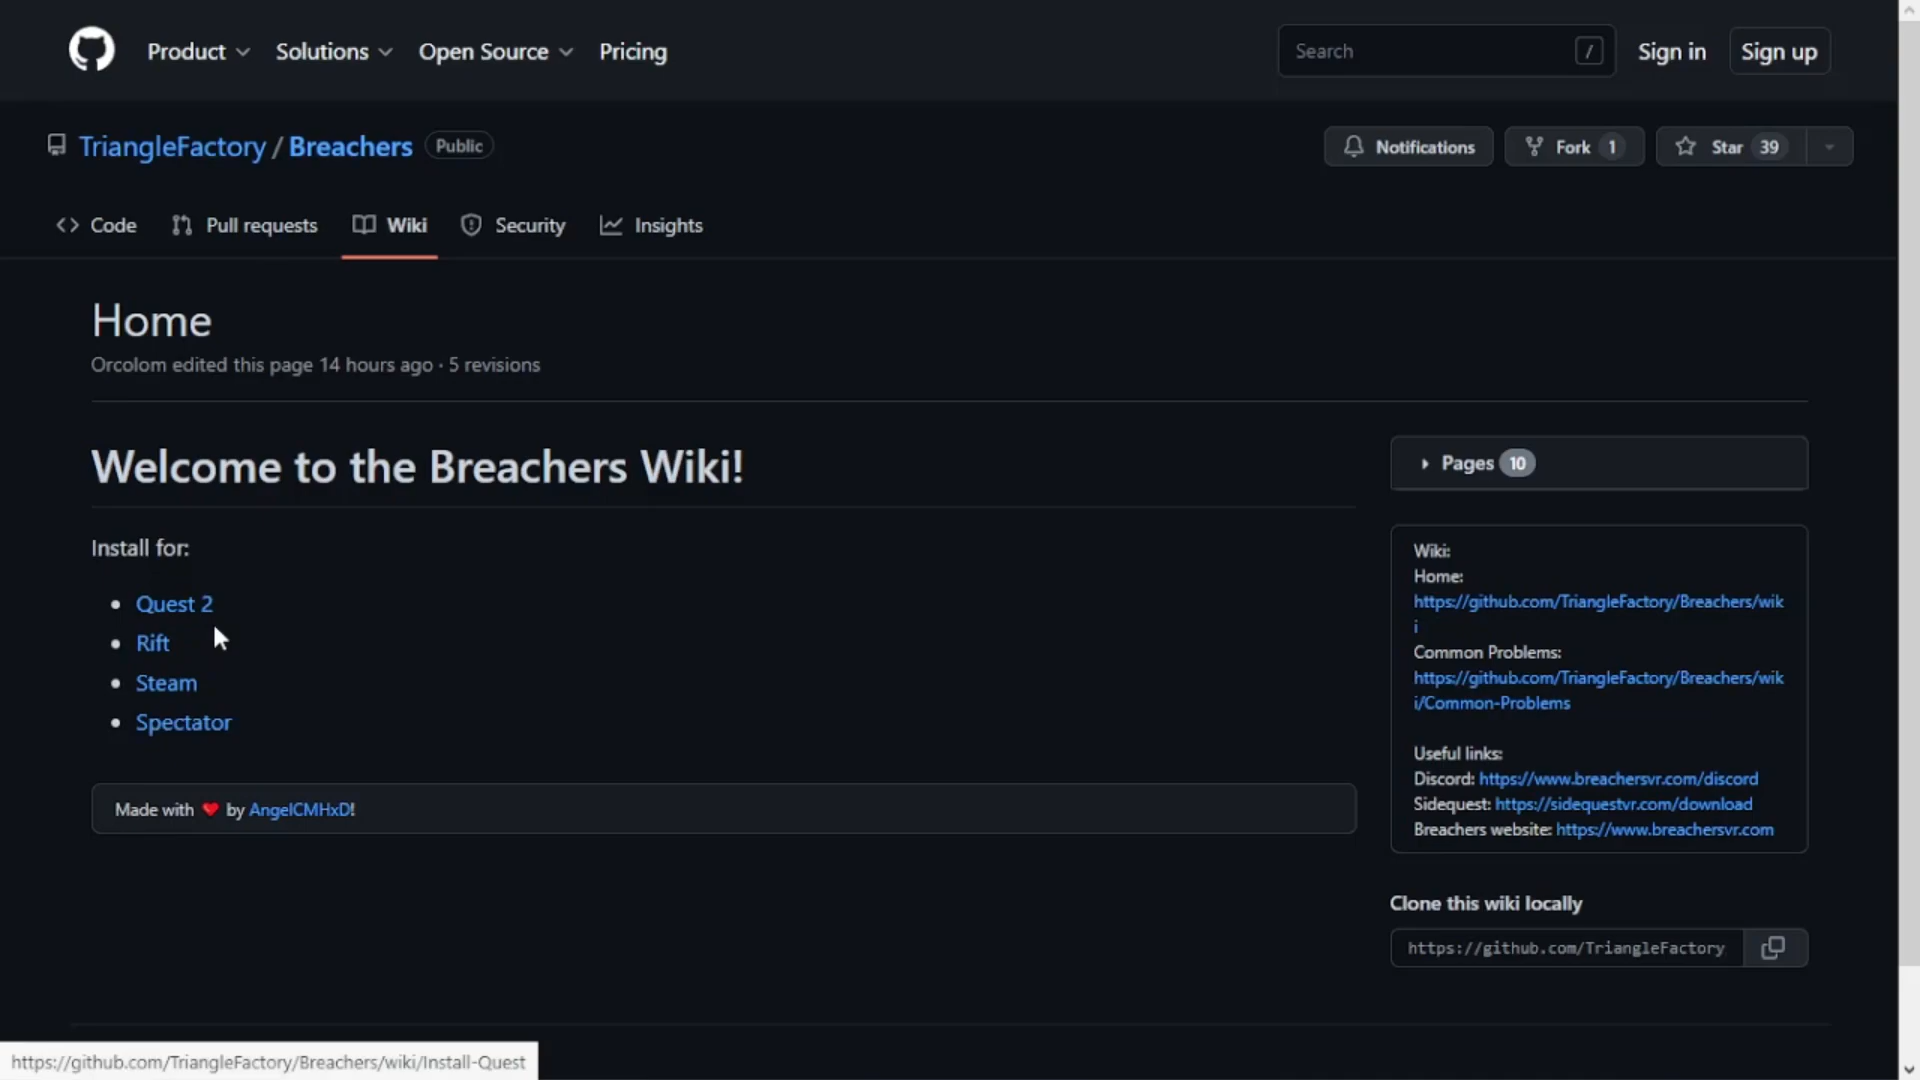 Product Solutions Open Source Pricing Search / Sign in Sign up
TriangleFactory / Breachers Public Notifications Fork 1 Star 39
Code Pull requests Wiki Security Insights
Home
Orcolom edited this page 14 hours ago · 5 revisions
Welcome to the Breachers Wiki!
Install for:
• Quest 2
• Rift
• Steam
• Spectator
Made with ❤ by AngelCMHxD!
Pages 10
Wiki:
Home:
https://github.com/TriangleFactory/Breachers/wik
i
Common Problems:
https://github.com/TriangleFactory/Breachers/wik
i/Common-Problems
Useful links:
Discord: https://www.breachersvr.com/discord
Sidequest: https://sidequestvr.com/download
Breachers website: https://www.breachersvr.com
Clone this wiki locally
https://github.com/TriangleFactory
https://github.com/TriangleFactory/Breachers/wiki/Install-Quest